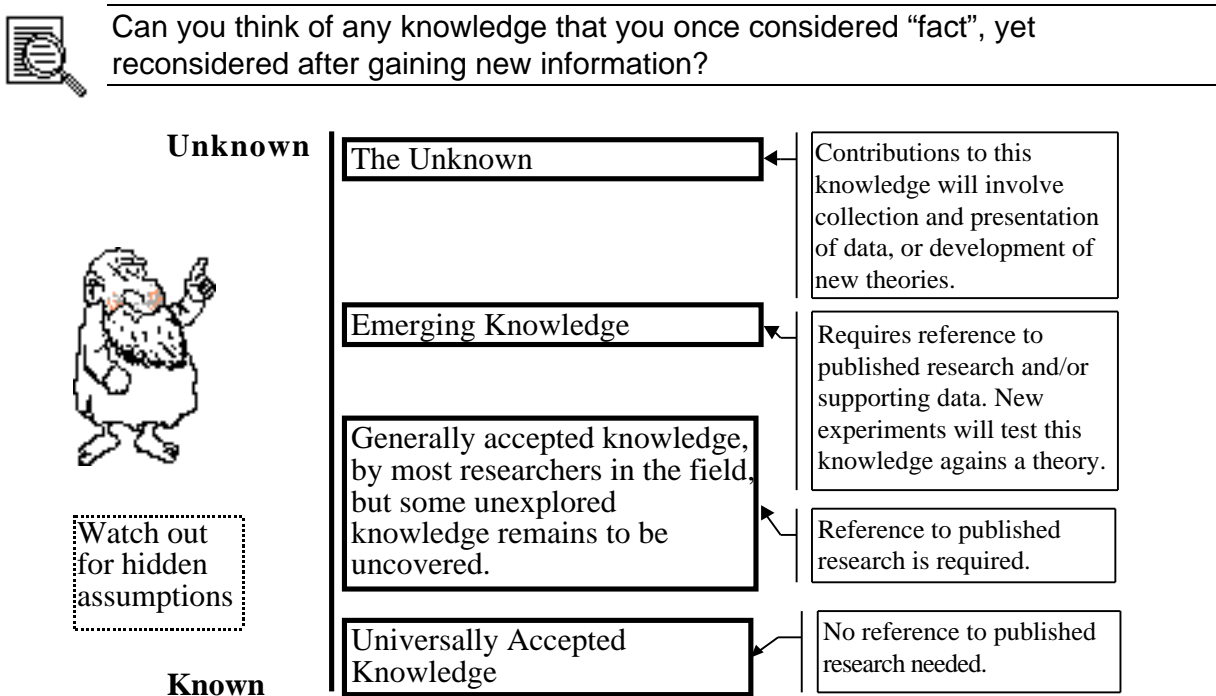 Can you think of any knowledge that you once considered “fact”, yet
reconsidered after gaining new information?
Unknown
The Unknown
Contributions to this
knowledge will involve
collection and presentation
of data, or development of
new theories.
Emerging Knowledge
Requires reference to
published research and/or
supporting data. New
experiments will test this
knowledge agains a theory.
Generally accepted knowledge,
by most researchers in the field,
but some unexplored
knowledge remains to be
uncovered.
Reference to published
research is required.
Watch out
for hidden
assumptions
Universally Accepted
Knowledge
No reference to published
research needed.
Known